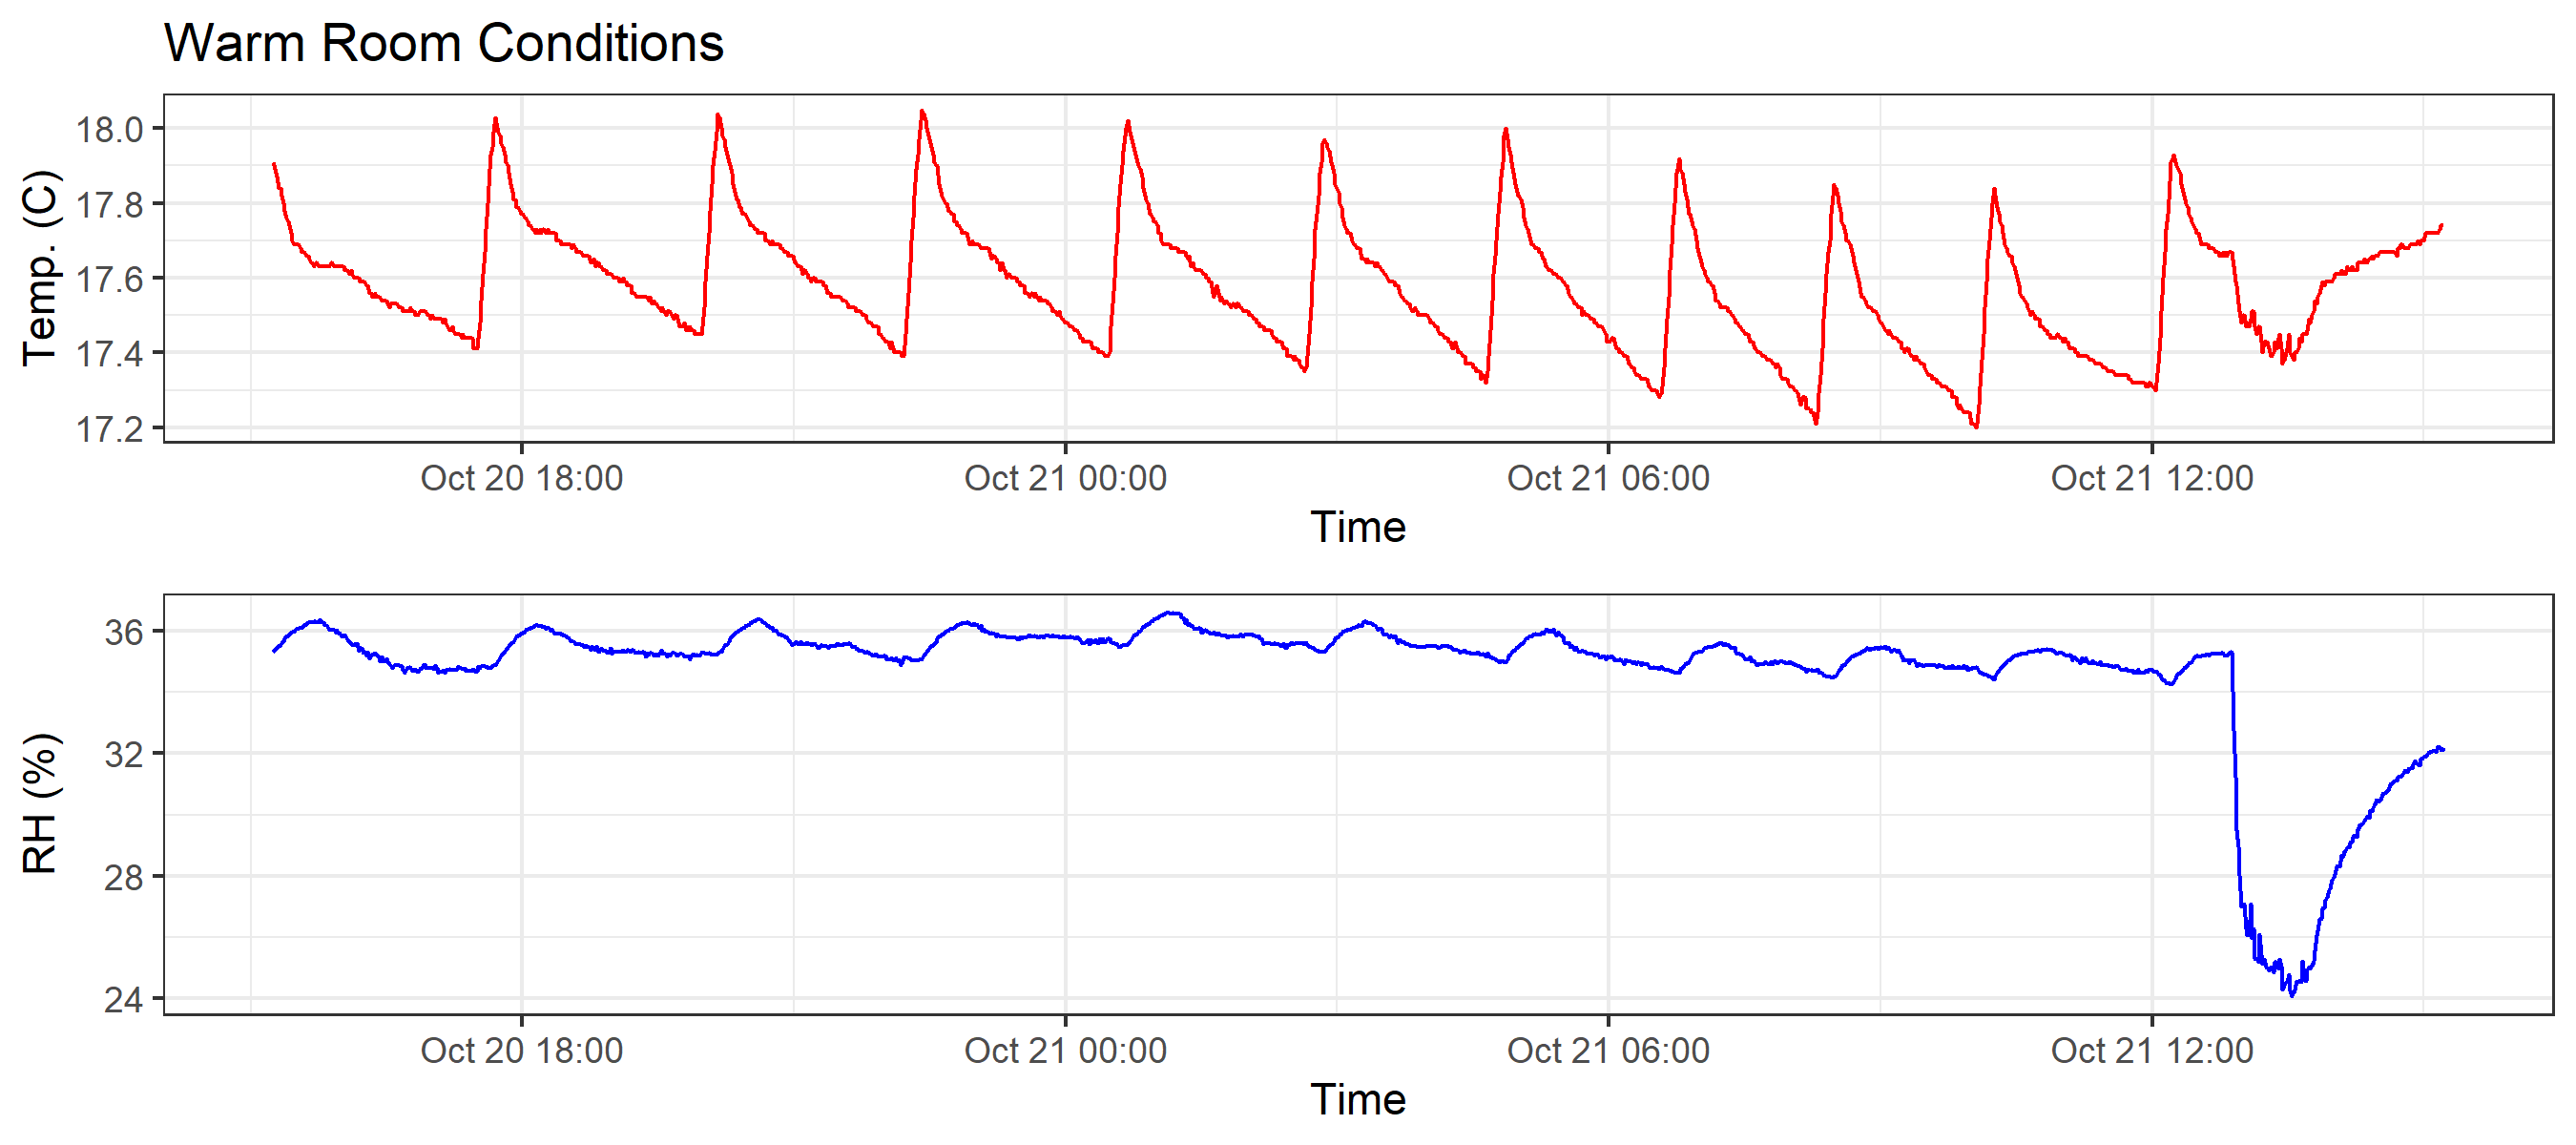 Warm Room Conditions
Temp. (C)
18.0
17.8
17.6
17.4
17.2
Oct 20 18:00 Oct 21 00:00 Oct 21 06:00 Oct 21 12:00
Time
RH (%)
36
32
28
24
Oct 20 18:00 Oct 21 00:00 Oct 21 06:00 Oct 21 12:00
Time